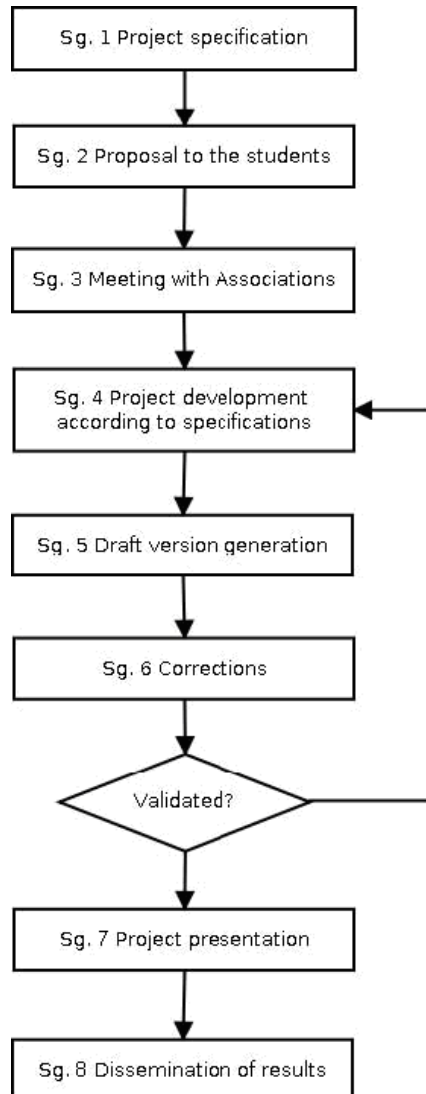 Sg. 1 Project specification
Sg. 2 Proposal to the students
Sg. 3 Meeting with Associations
Sg. 4 Project development
according to specifications
Sg. 5 Draft version generation
Sg. 6 Corrections
Validated?
Sg. 7 Project presentation
Sg. 8 Dissemination of results